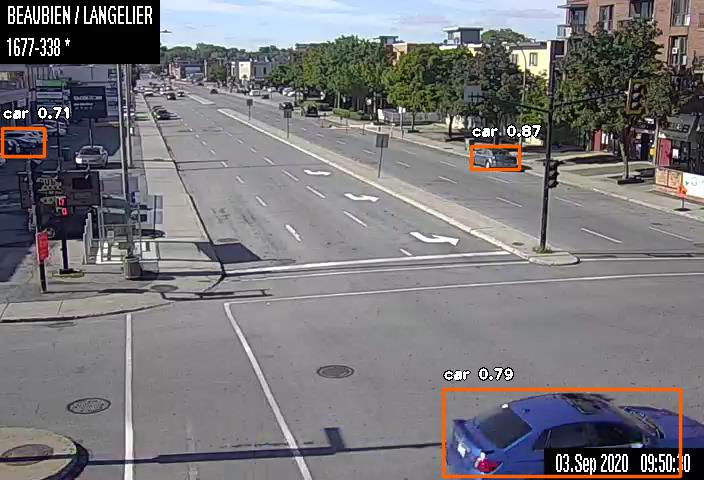 BEAUBIEN / LANGELIER
1677-338 *
car 0.71
car 0.87
car 0.79
03.Sep 2020 09:50:30